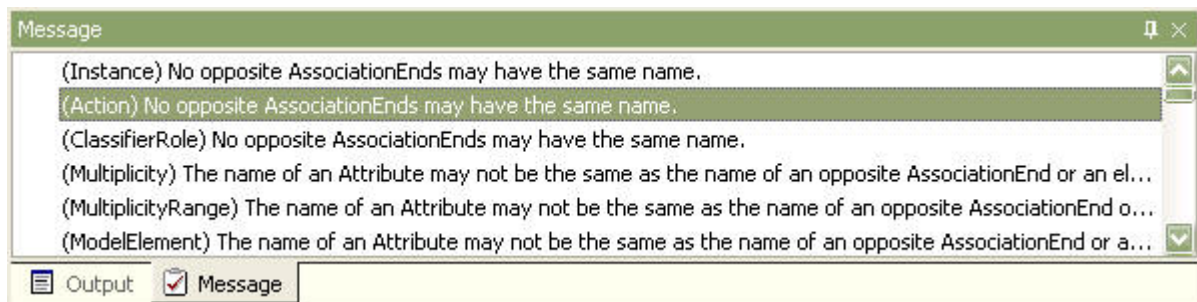 Message
(Instance) No opposite AssociationEnds may have the same name.
(Action) No opposite AssociationEnds may have the same name.
(ClassifierRole) No opposite AssociationEnds may have the same name.
(Multiplicity) The name of an Attribute may not be the same as the name of an opposite AssociationEnd or an el...
(MultiplicityRange) The name of an Attribute may not be the same as the name of an opposite AssociationEnd o...
(ModelElement) The name of an Attribute may not be the same as the name of an opposite AssociationEnd or a...
Output Message